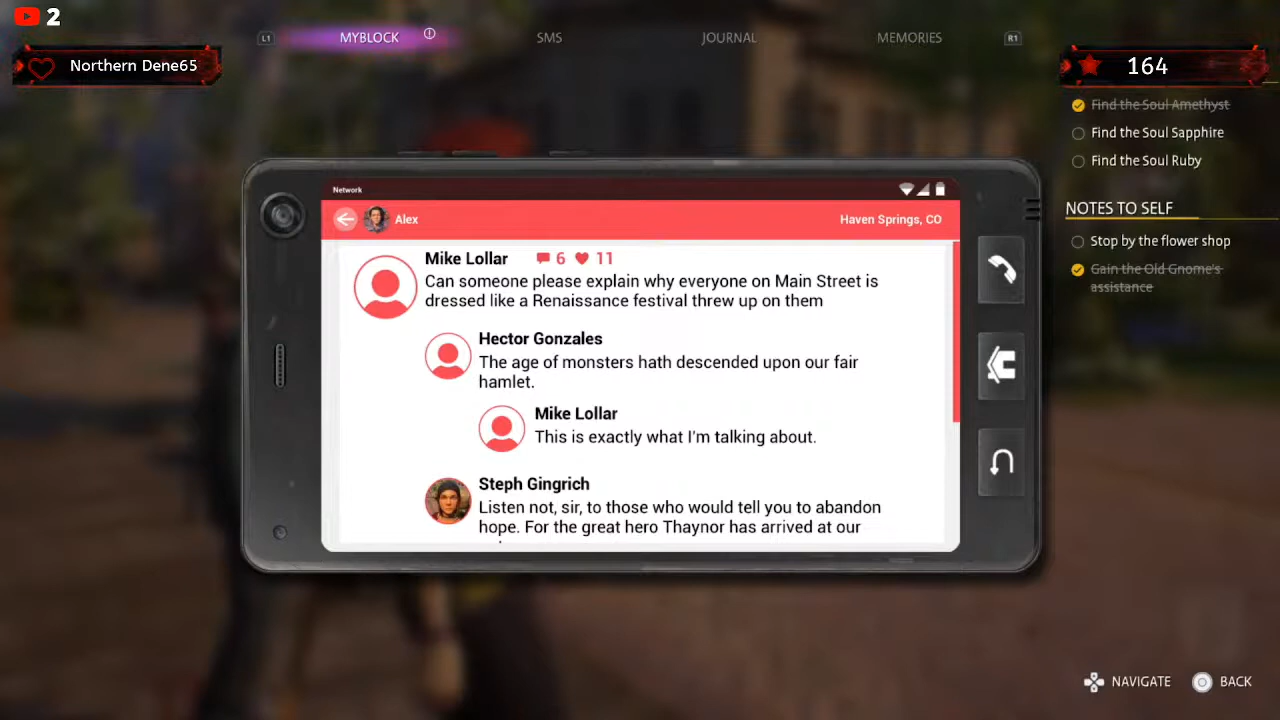 2
L1
MYBLOCK
SMS
JOURNAL
MEMORIES
R1
Northern Dene65
164
Find the Soul Amethyst
Find the Soul Sapphire
Find the Soul Ruby
NOTES TO SELF
Stop by the flower shop
Gain the Old Gnome's
assistance
Network
Alex
Haven Springs, CO
Mike Lollar 6 11
Can someone please explain why everyone on Main Street is
dressed like a Renaissance festival threw up on them
Hector Gonzales
The age of monsters hath descended upon our fair
hamlet.
Mike Lollar
This is exactly what I'm talking about.
Steph Gingrich
Listen not, sir, to those who would tell you to abandon
hope. For the great hero Thaynor has arrived at our
NAVIGATE
BACK